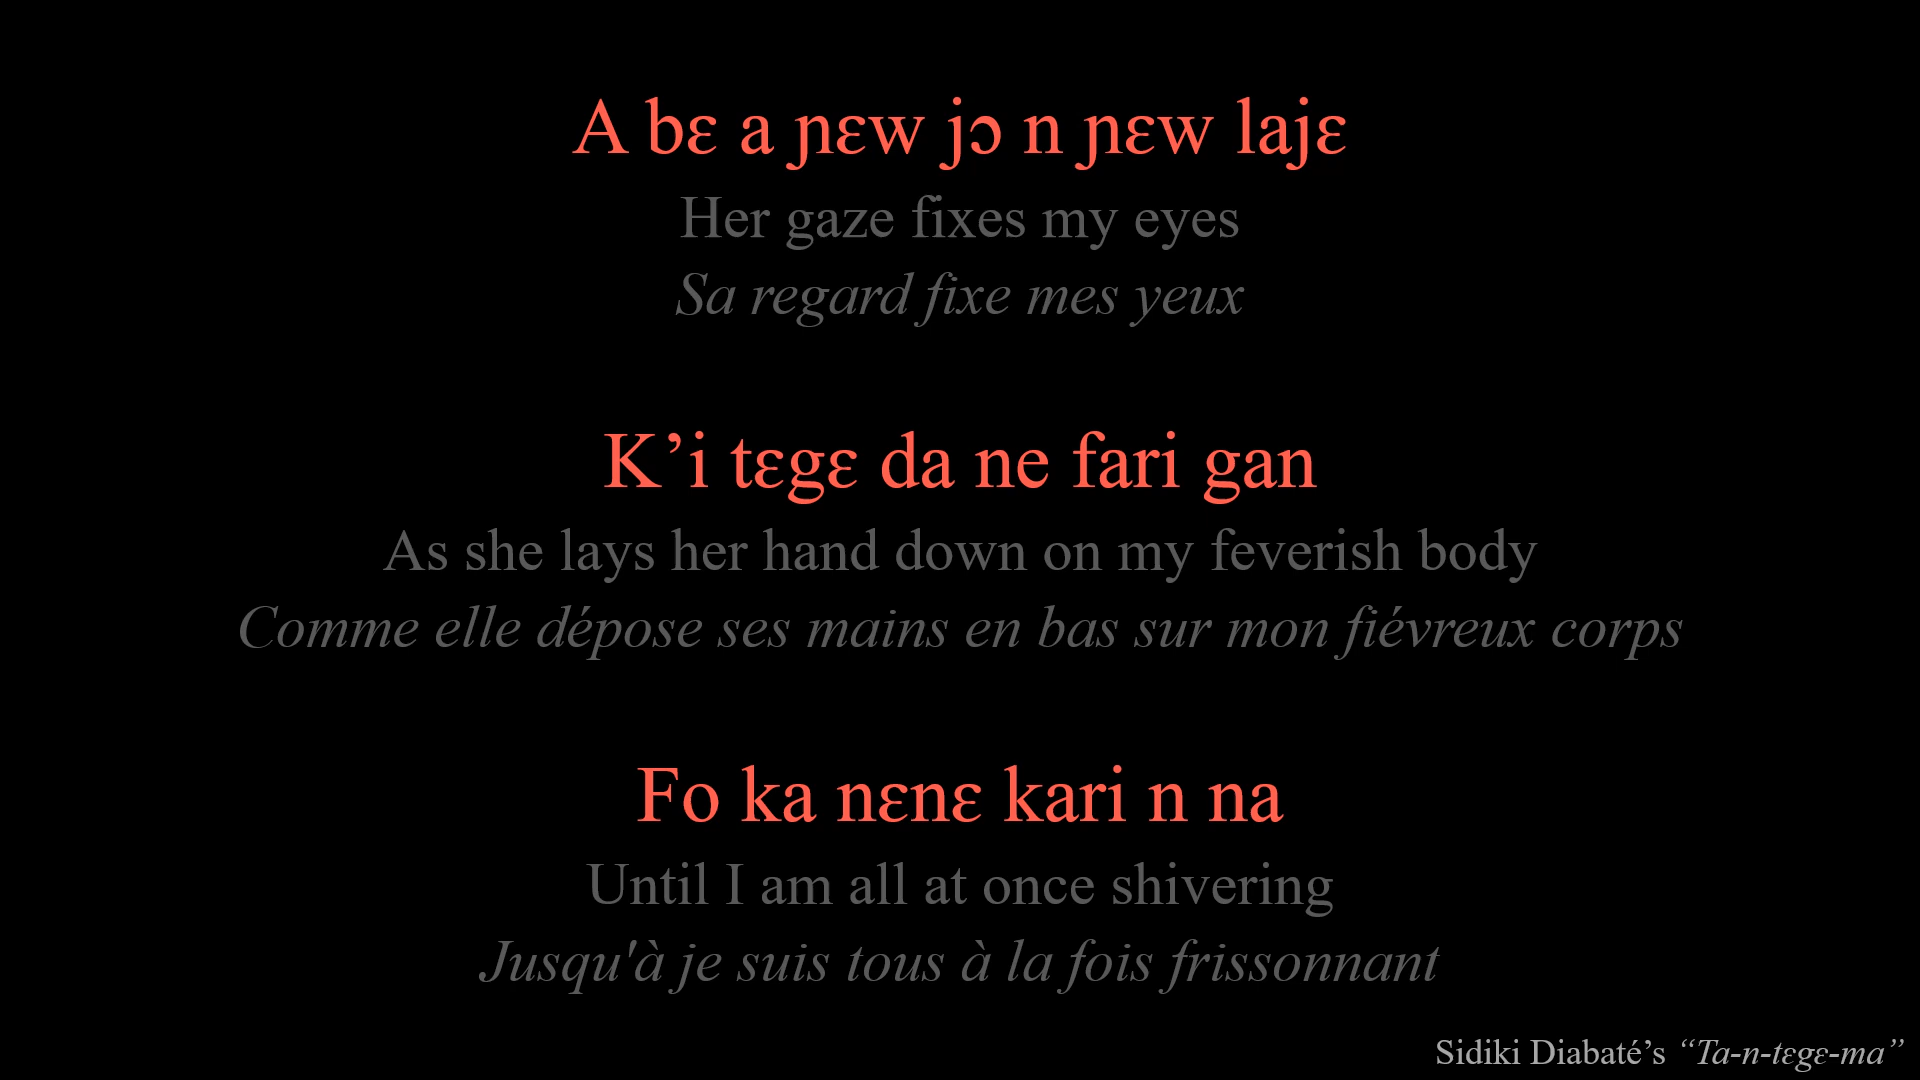 A bɛ a ɲɛw jɔ n ɲɛw lajɛ
Her gaze fixes my eyes
Sa regard fixe mes yeux
K’i tɛgɛ da ne fari gan
As she lays her hand down on my feverish body
Comme elle dépose ses mains en bas sur mon fiévreux corps
Fo ka nɛnɛ kari n na
Until I am all at once shivering
Jusqu'à je suis tous à la fois frissonnant
Sidiki Diabaté’s “Ta-n-tɛgɛ-ma”